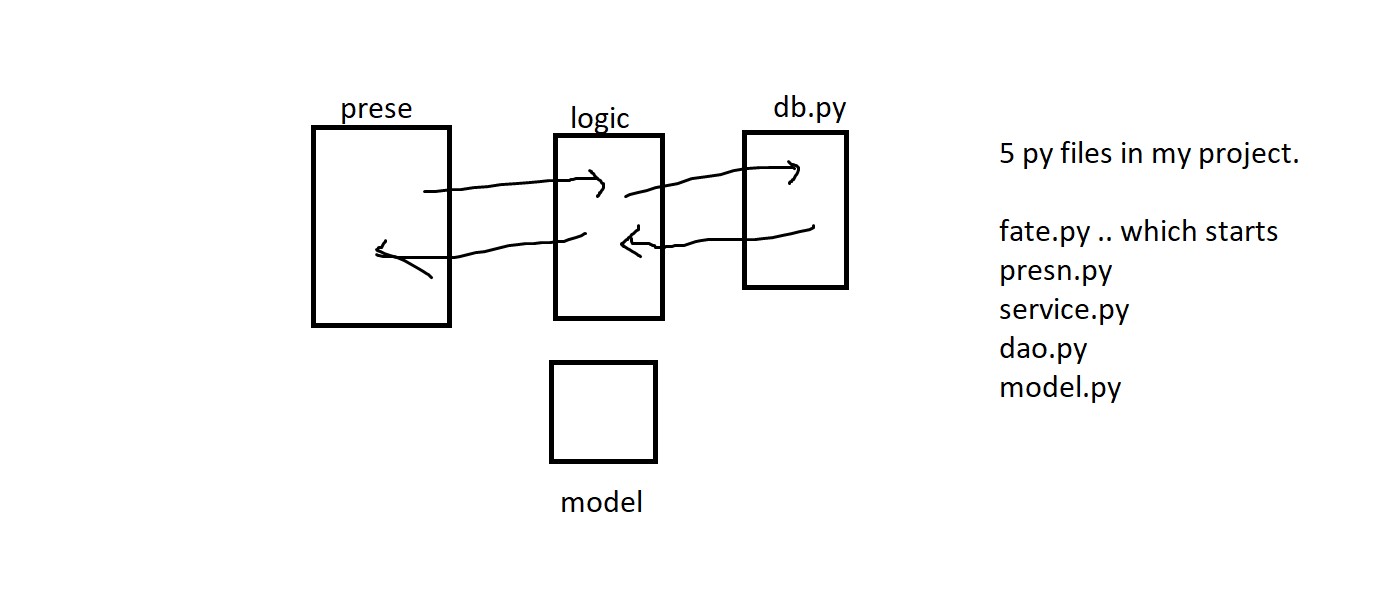 prese
logic
db.py
model
5 py files in my project.
fate.py .. which starts
presn.py
service.py
dao.py
model.py